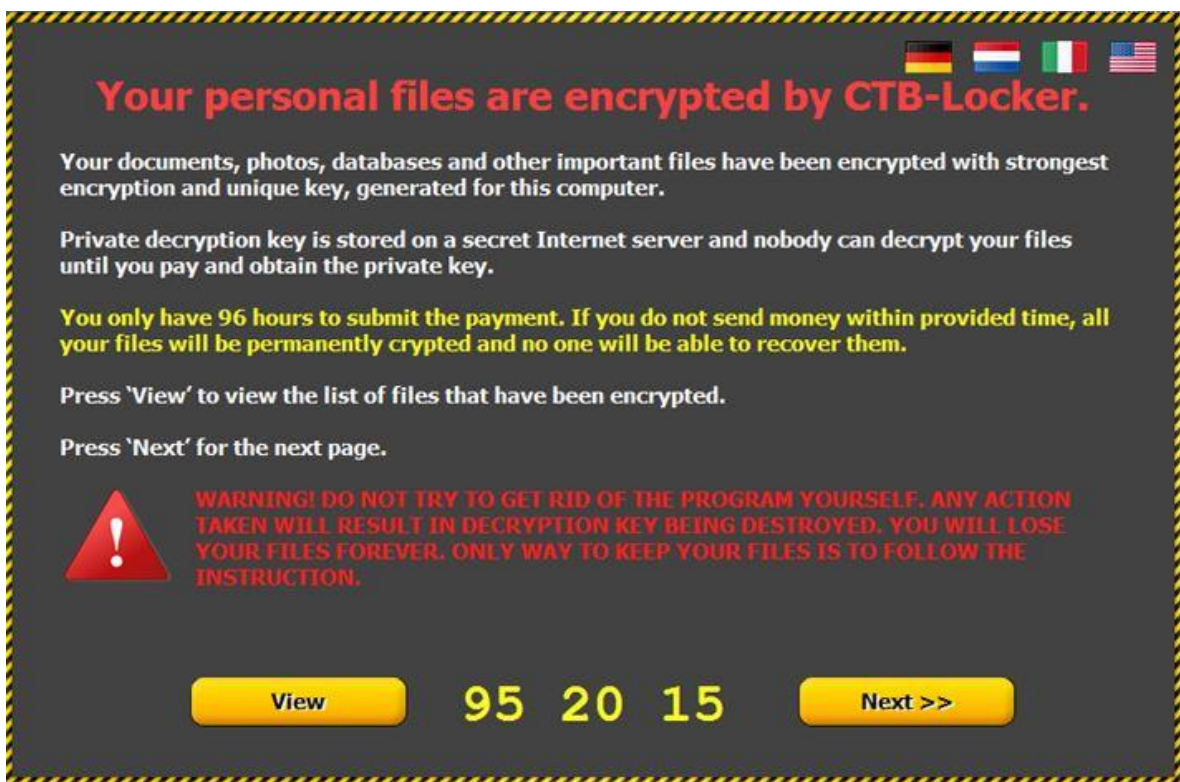 Your personal files are encrypted by CTB-Locker.
Your documents, photos, databases and other important files have been encrypted with strongest
encryption and unique key, generated for this computer.
Private decryption key is stored on a secret Internet server and nobody can decrypt your files
until you pay and obtain the private key.
You only have 96 hours to submit the payment. If you do not send money within provided time, all
your files will be permanently crypted and no one will be able to recover them.
Press ‘View’ to view the list of files that have been encrypted.
Press ‘Next’ for the next page.
WARNING! DO NOT TRY TO GET RID OF THE PROGRAM YOURSELF. ANY ACTION
TAKEN WILL RESULT IN DECRYPTION KEY BEING DESTROYED. YOU WILL LOSE
YOUR FILES FOREVER. ONLY WAY TO KEEP YOUR FILES IS TO FOLLOW THE
INSTRUCTION.
View 95 20 15 Next >>